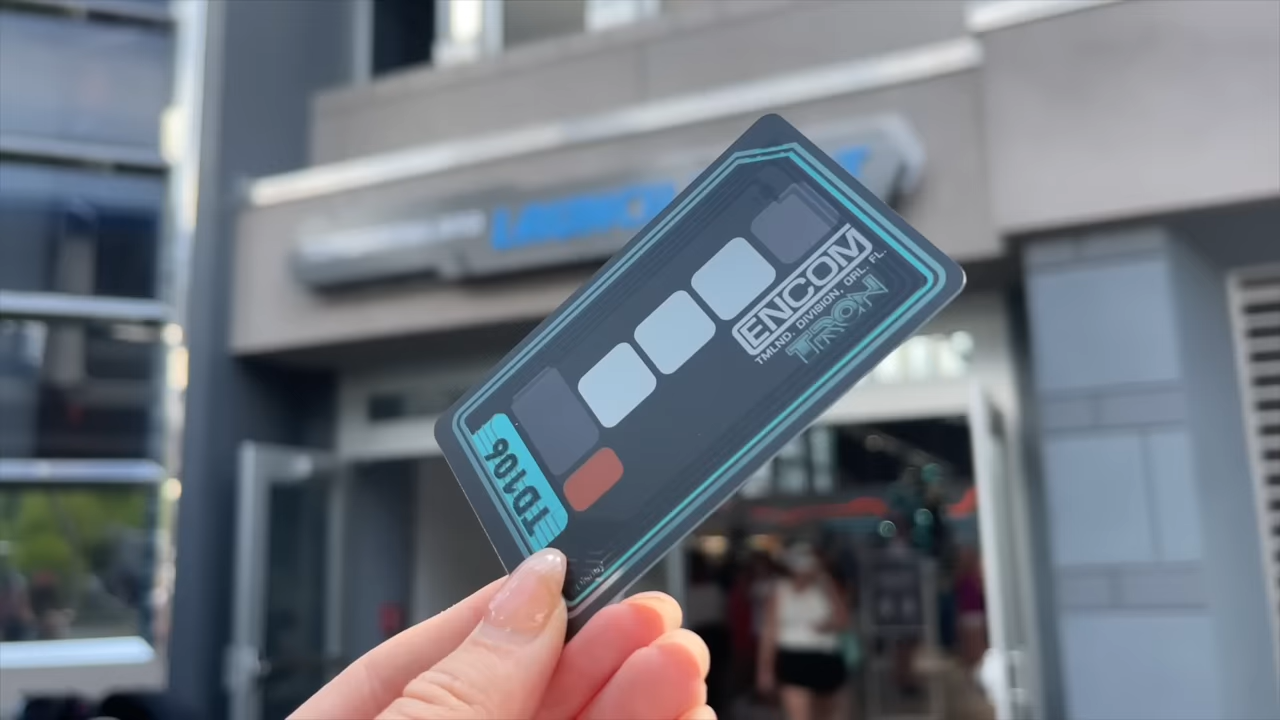 ENCOM
TMLND. DIVISION, ORL. FL.
TRON
TD106